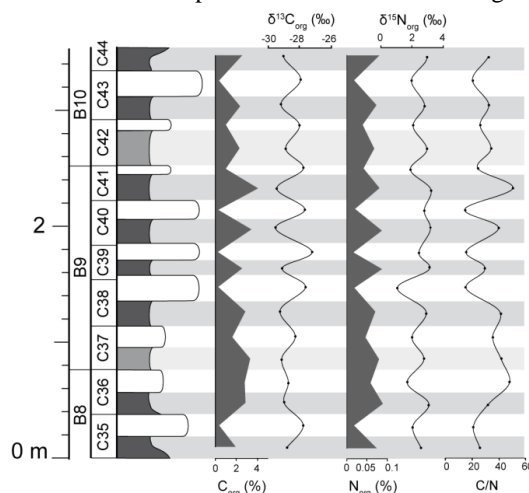 δ¹³Corg (‰) δ¹⁵Norg (‰)
-30 -28 -26 0 2 4
C44
C43
B10
C42
C41
C40
2
B9
C39
C38
C37
C36
B8
C35
0 m
0 2 4 0 0.05 0.1 0 20 40 60
Corg (%) Norg (%) C/N